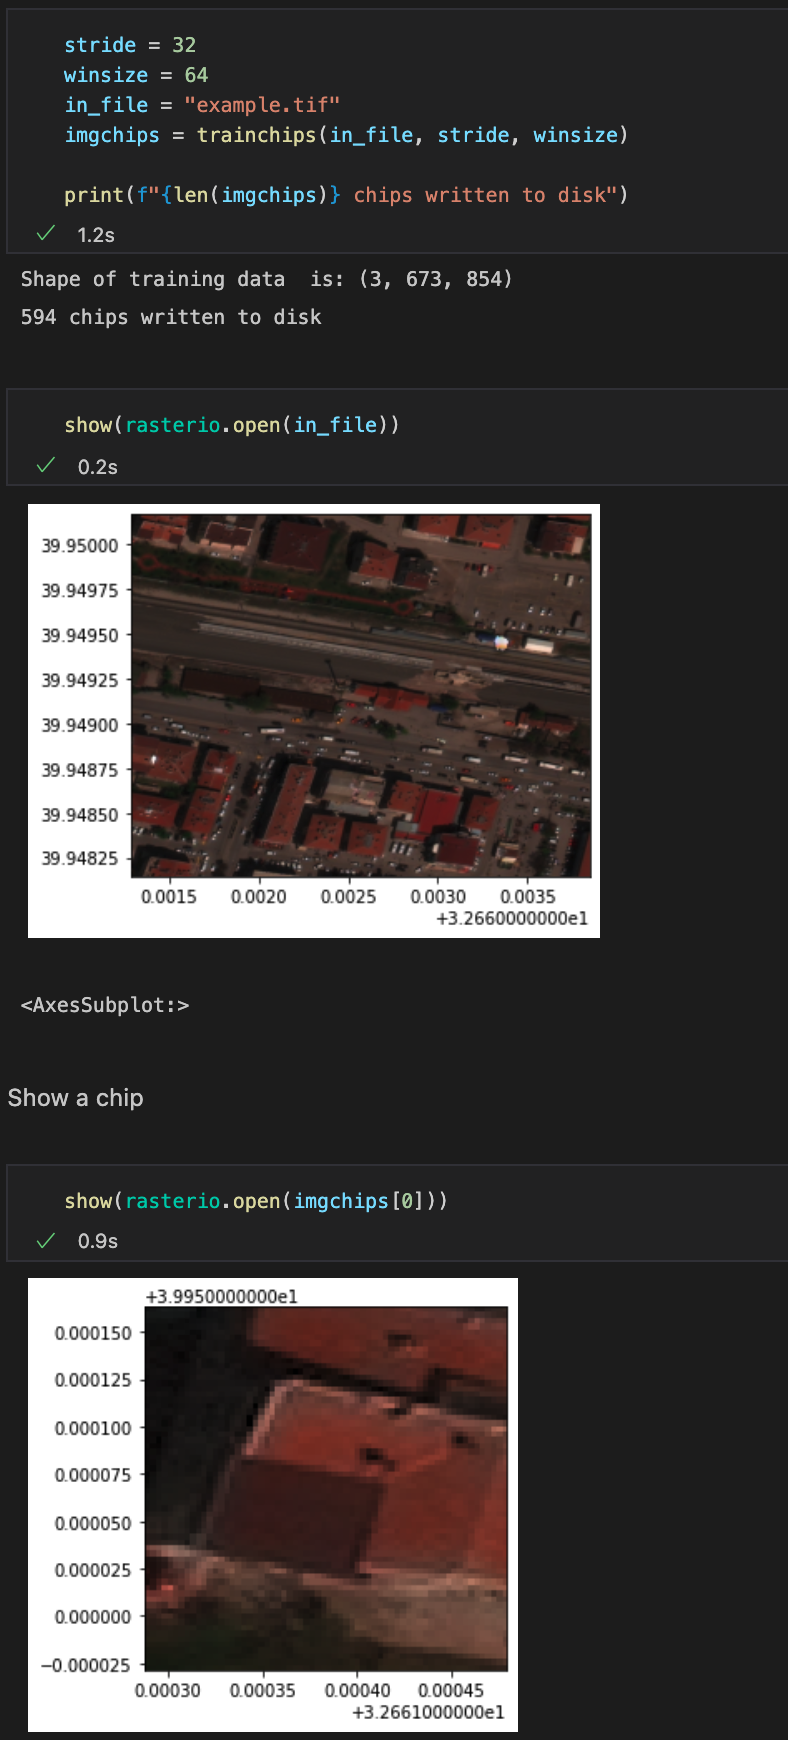 stride = 32
winsize = 64
in_file = "example.tif"
imgchips = trainchips(in_file, stride, winsize)
print(f"{len(imgchips)} chips written to disk")
1.2s
Shape of training data  is: (3, 673, 854)
594 chips written to disk
show(rasterio.open(in_file))
0.2s
39.95000
39.94975
39.94950
39.94925
39.94900
39.94875
39.94850
39.94825
0.0015 0.0020 0.0025 0.0030 0.0035
+3.2660000000e1
<AxesSubplot:>
Show a chip
show(rasterio.open(imgchips[0]))
0.9s
+3.9950000000e1
0.000150
0.000125
0.000100
0.000075
0.000050
0.000025
0.000000
−0.000025
0.00030 0.00035 0.00040 0.00045
+3.2661000000e1